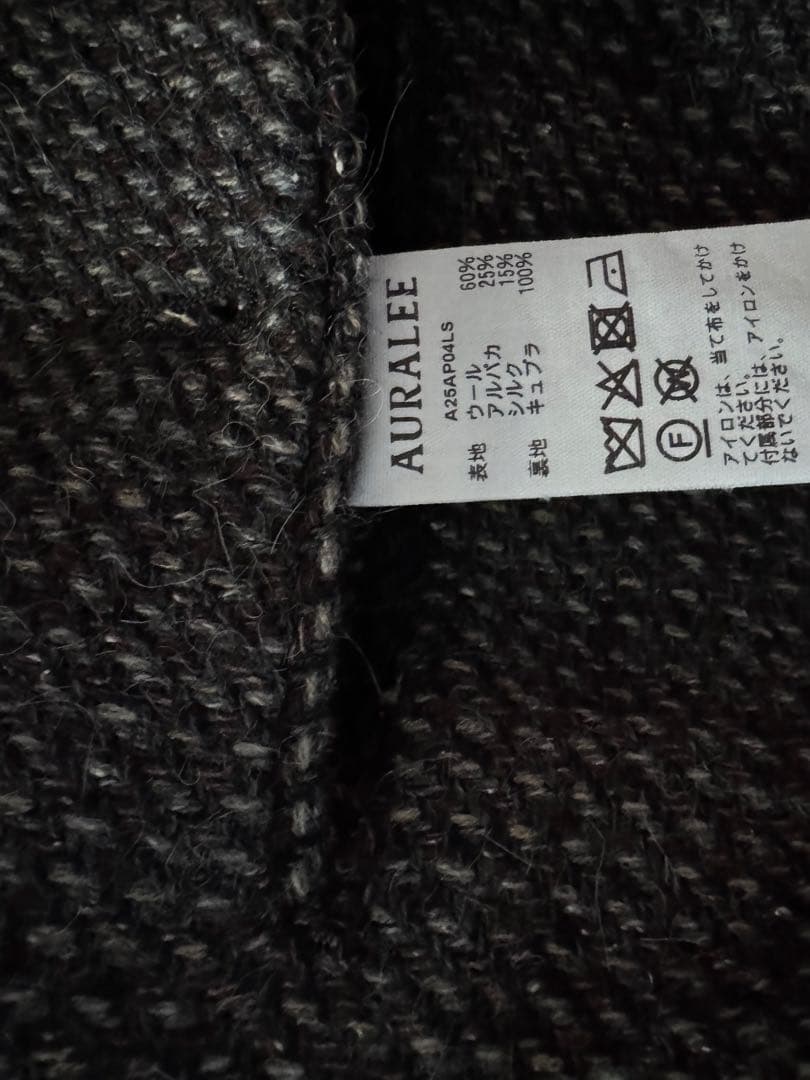 AURALEE
A25AP04LS
表地 ウール 60%
アルパカ 25%
シルク 15%
裏地 キュプラ 100%
F W
アイロンは、当て布をしてかけ
てください。
付属部分には、アイロンをかけ
ないでください。